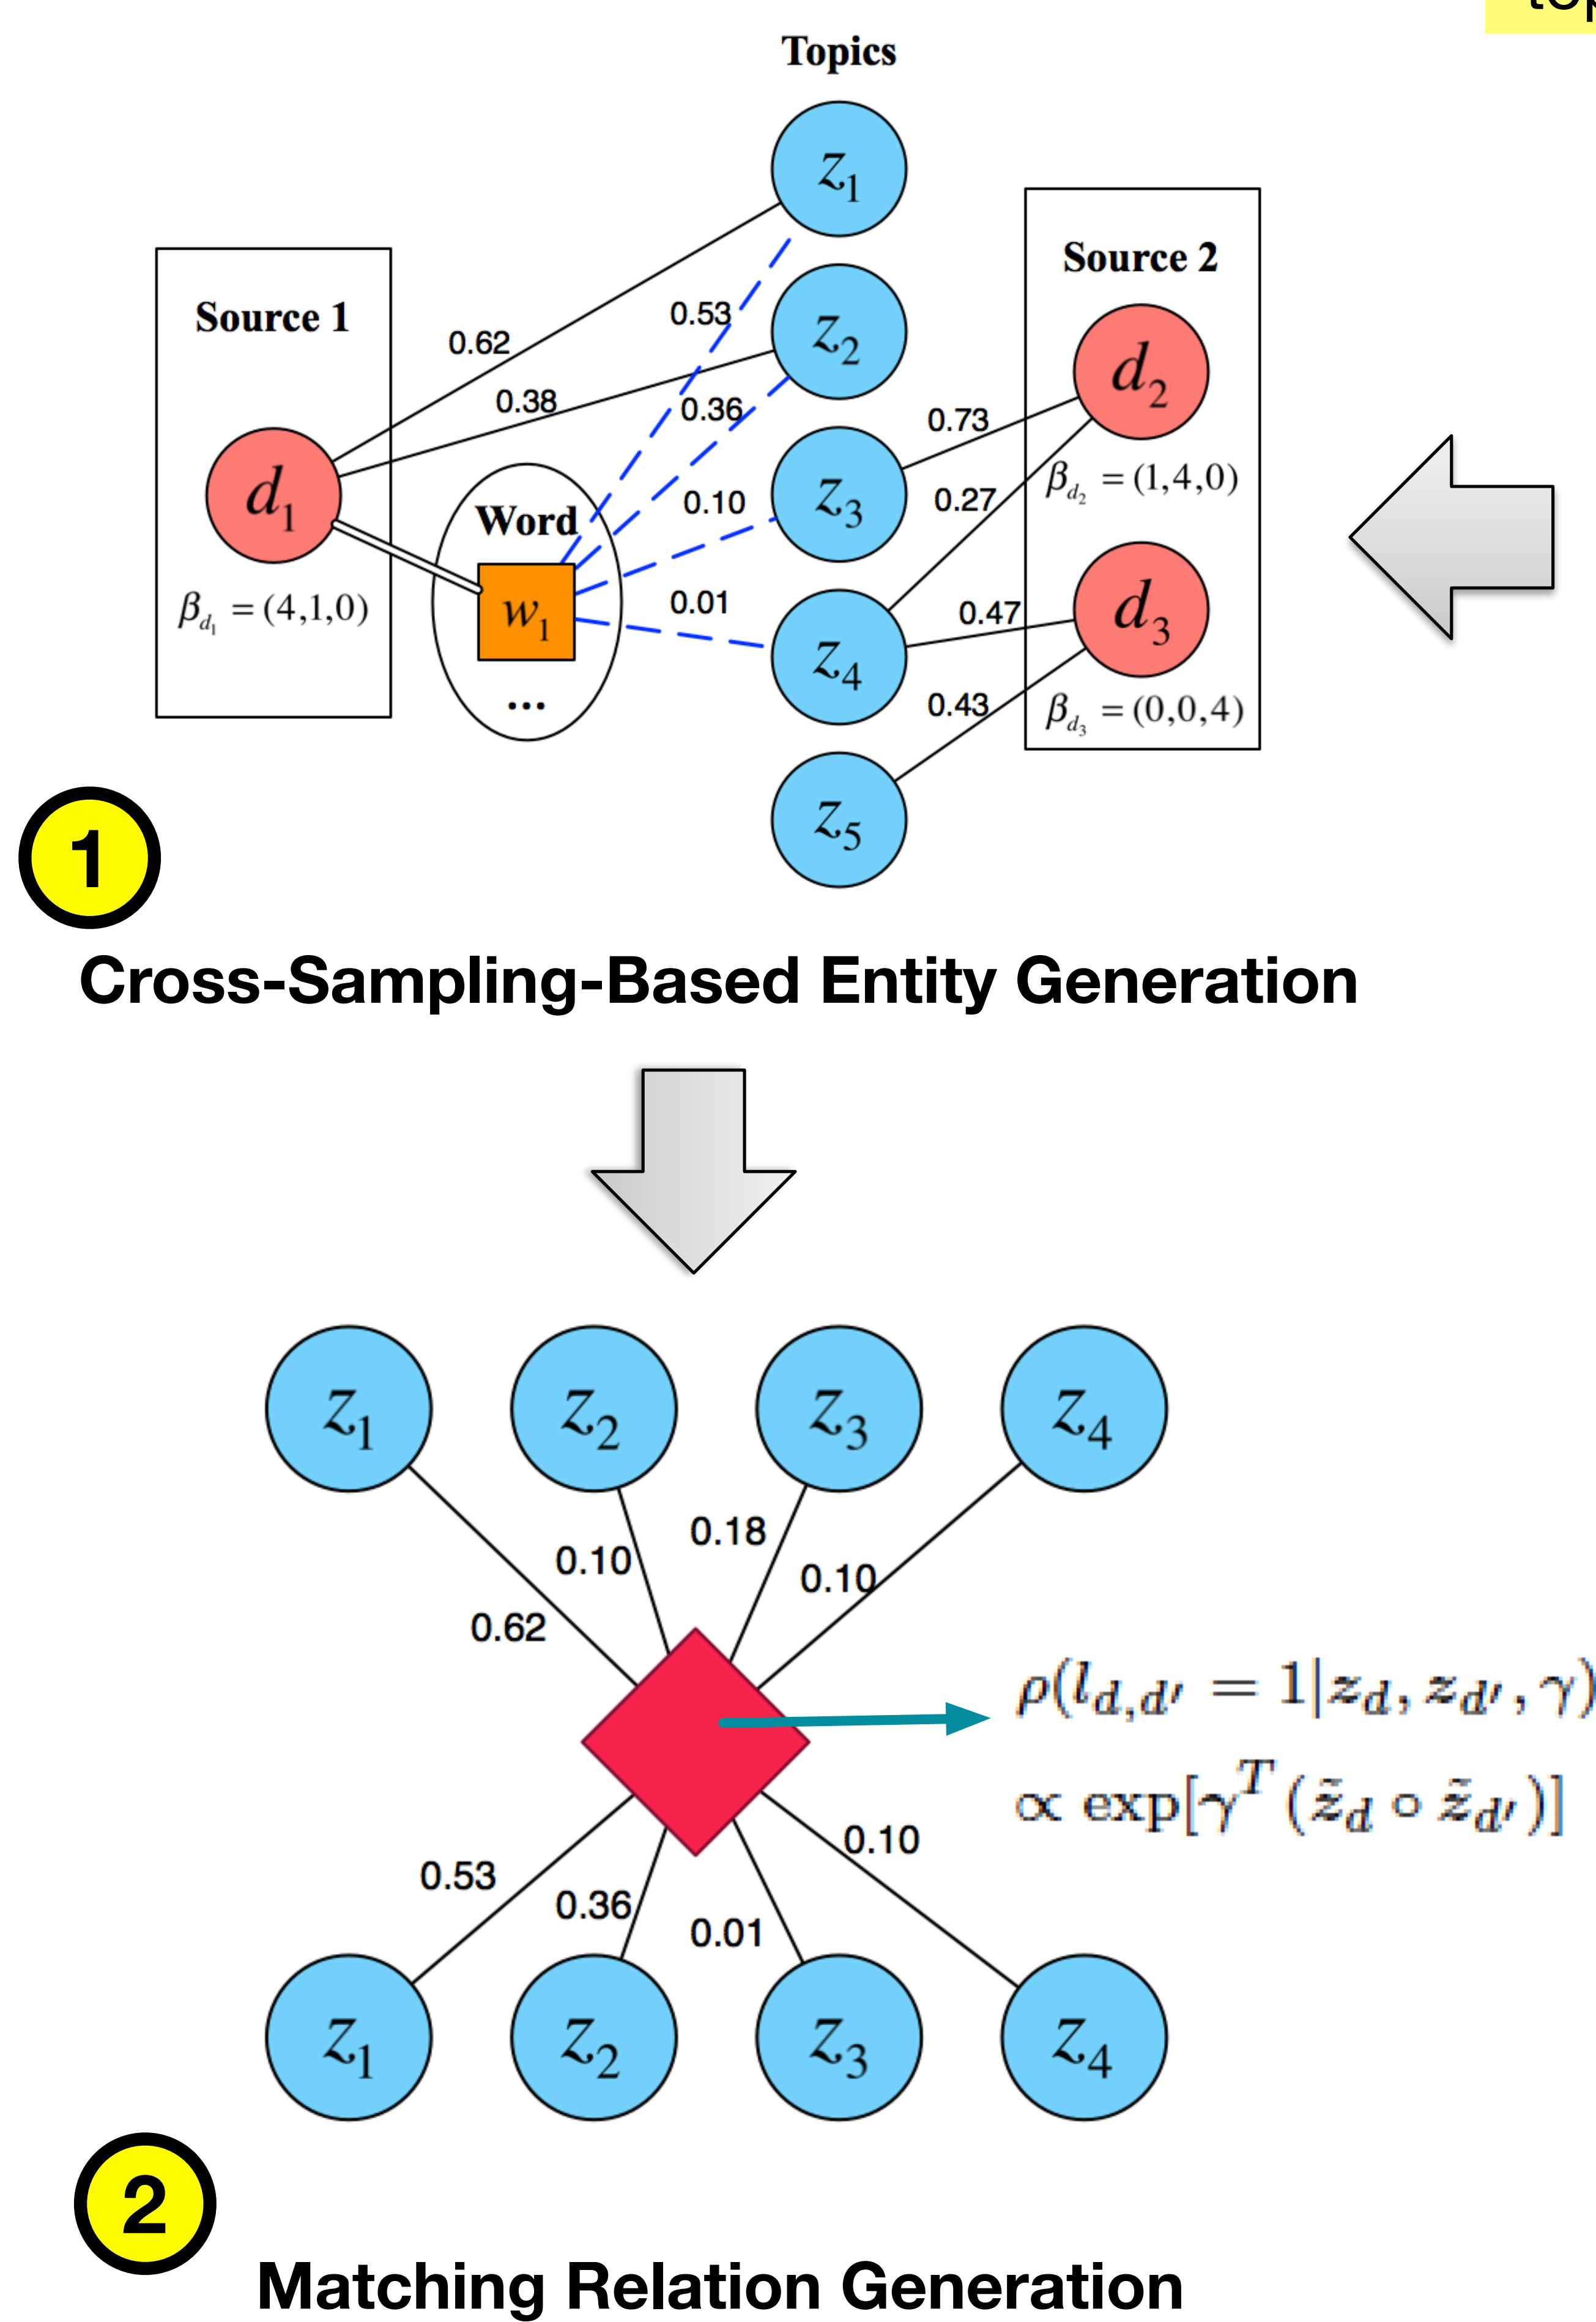 Topics
z1
Source 2
Source 1
0.53
z2
0.62
d2
0.38
0.36
0.73
βd2 = (1,4,0)
d1
Word
0.10
z3
0.27
βd1 = (4,1,0)
w1
0.01
0.47
d3
z4
...
0.43
βd3 = (0,0,4)
z5
1
Cross-Sampling-Based Entity Generation
z1 z2 z3 z4
0.18
0.10
0.10
0.62
ρ(ld,d′ = 1|zd, zd′, γ)
∝ exp[γT (z̃d ∘ z̃d′)]
0.10
0.53
0.36
0.01
z1 z2 z3 z4
2
Matching Relation Generation